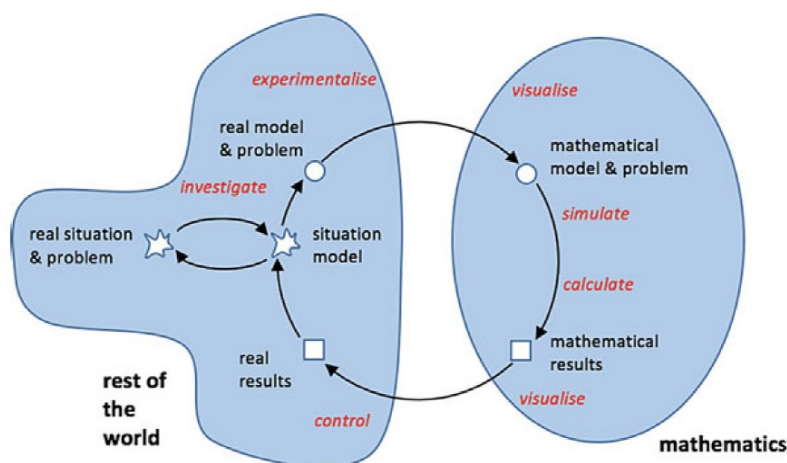 experimentalise
visualise
real model
& problem
mathematical
model & problem
investigate
simulate
real situation
& problem
situation
model
calculate
real
results
mathematical
results
rest of
the
world
control
visualise
mathematics